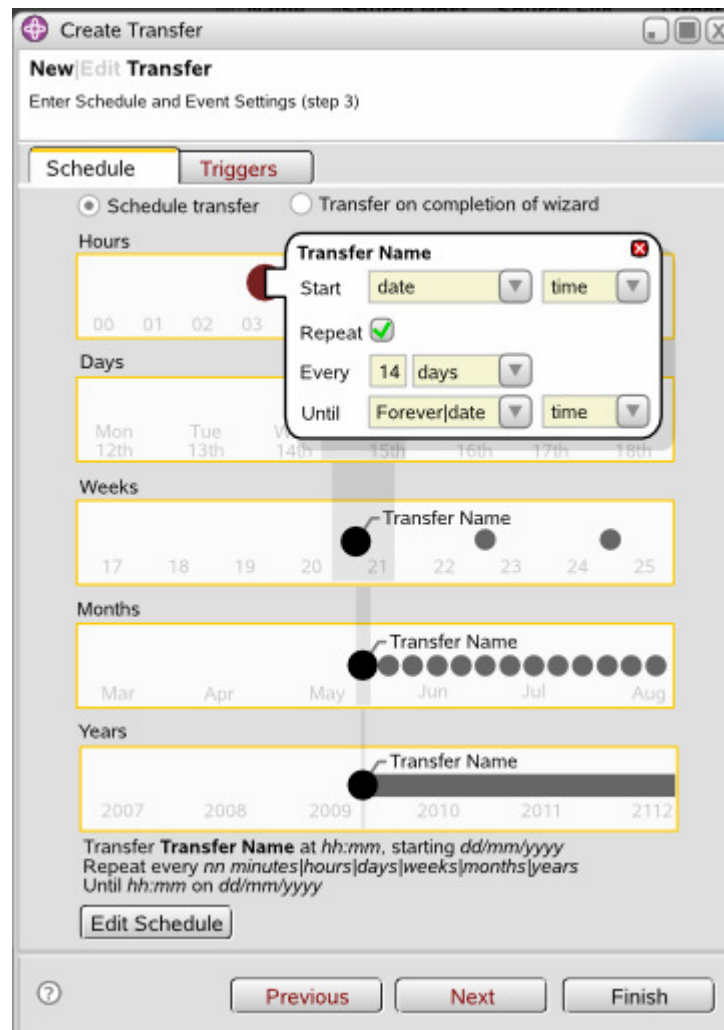 Create Transfer
New|Edit Transfer
Enter Schedule and Event Settings (step 3)
Schedule
Triggers
Schedule transfer
Transfer on completion of wizard
Hours
00 01 02 03
Transfer Name
Start date time
Repeat
Every 14 days
Until Forever|date time
Days
Mon Tue
12th 13th 14th 15th 16th 17th 18th
Weeks
Transfer Name
17 18 19 20 21 22 23 24 25
Months
Transfer Name
Mar Apr May Jun Jul Aug
Years
Transfer Name
2007 2008 2009 2010 2011 2112
Transfer Transfer Name at hh:mm, starting dd/mm/yyyy
Repeat every nn minutes|hours|days|weeks|months|years
Until hh:mm on dd/mm/yyyy
Edit Schedule
?
Previous
Next
Finish